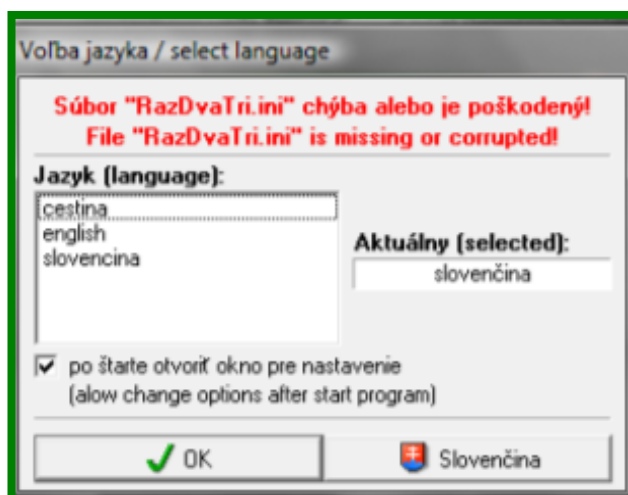 Voľba jazyka / select language
Súbor "RazDvaTri.ini" chýba alebo je poškodený!
File "RazDvaTri.ini" is missing or corrupted!
Jazyk (language):
cestina
english
slovencina
Aktuálny (selected):
slovenčina
po štarte otvoriť okno pre nastavenie
(alow change options after start program)
OK
Slovenčina